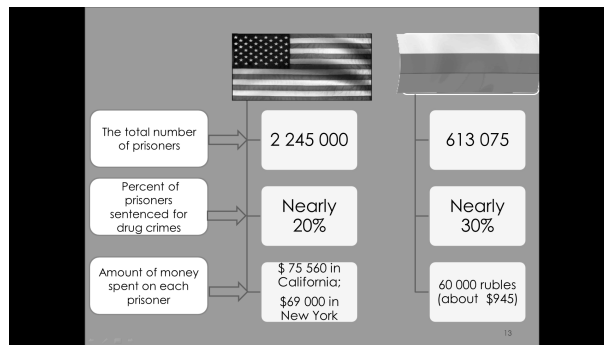 The total number
of prisoners
2 245 000
613 075
Percent of
prisoners
sentenced for
drug crimes
Nearly
20%
Nearly
30%
Amount of money
spent on each
prisoner
$ 75 560 in
California;
$69 000 in
New York
60 000 rubles
(about $945)
13